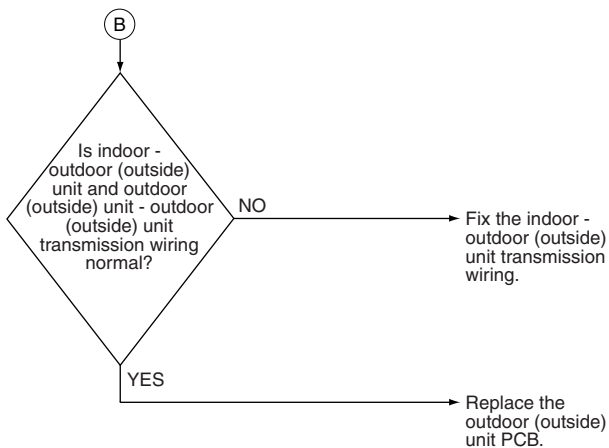 B
Is indoor -
outdoor (outside)
unit and outdoor
(outside) unit - outdoor
(outside) unit
transmission wiring
normal?
NO
Fix the indoor -
outdoor (outside)
unit transmission
wiring.
YES
Replace the
outdoor (outside)
unit PCB.